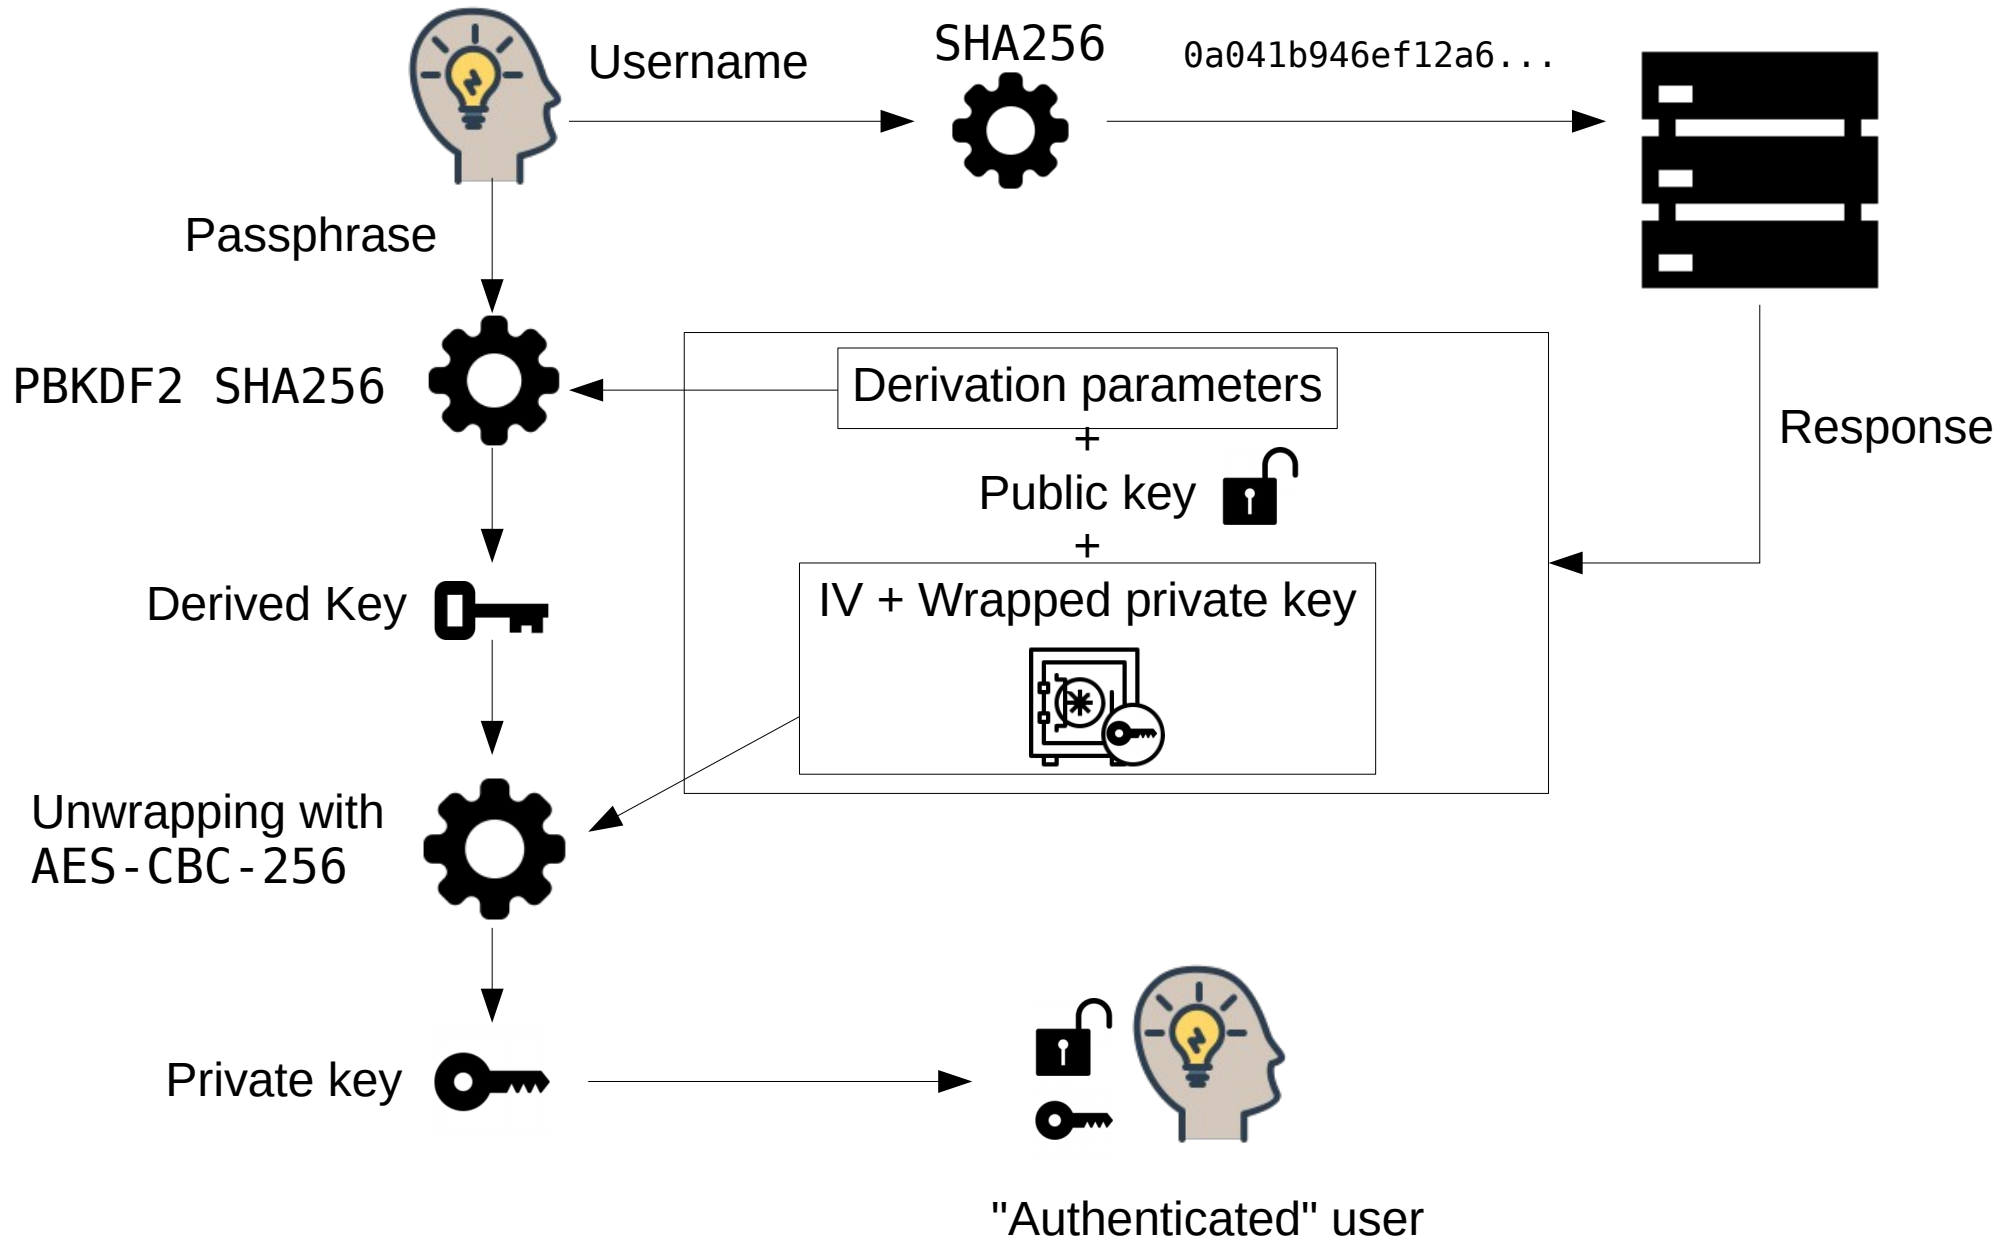 Username
SHA256
0a041b946ef12a6...
Passphrase
PBKDF2 SHA256
Derivation parameters
+
Public key
+
IV + Wrapped private key
Response
Derived Key
Unwrapping with
AES-CBC-256
Private key
"Authenticated" user